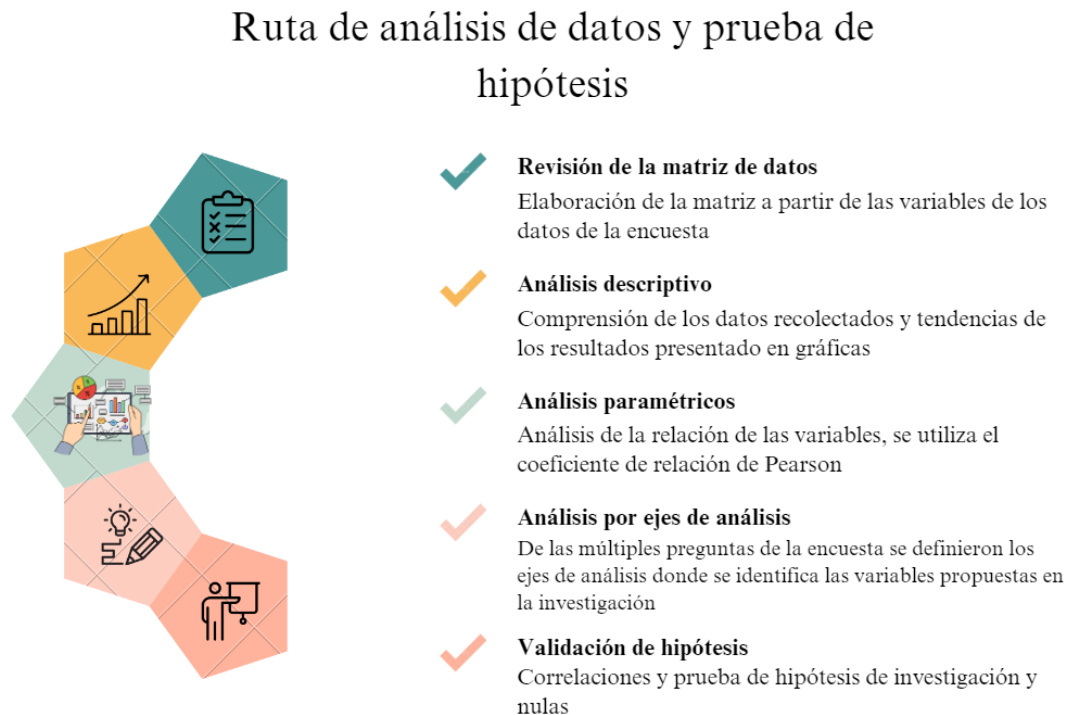 Ruta de análisis de datos y prueba de
hipótesis
Revisión de la matriz de datos
Elaboración de la matriz a partir de las variables de los
datos de la encuesta
Análisis descriptivo
Comprensión de los datos recolectados y tendencias de
los resultados presentado en gráficas
Análisis paramétricos
Análisis de la relación de las variables, se utiliza el
coeficiente de relación de Pearson
Análisis por ejes de análisis
De las múltiples preguntas de la encuesta se definieron los
ejes de análisis donde se identifica las variables propuestas en
la investigación
Validación de hipótesis
Correlaciones y prueba de hipótesis de investigación y
nulas